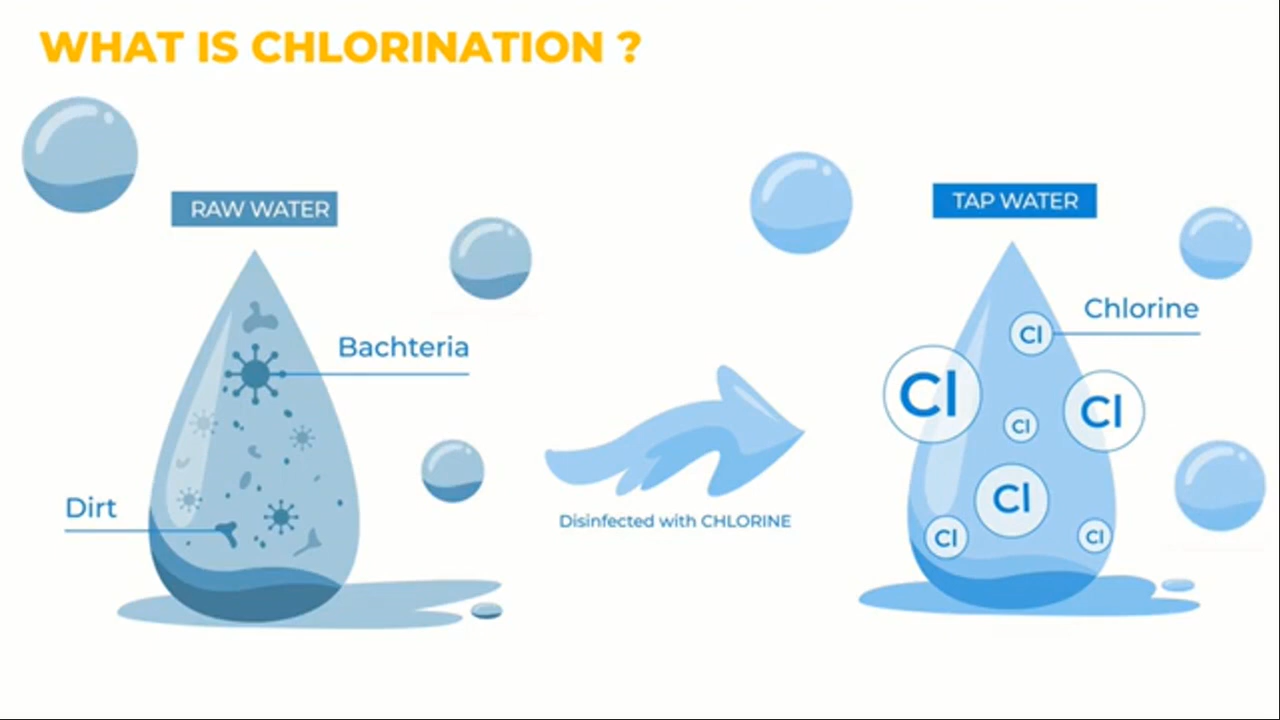 WHAT IS CHLORINATION ?
RAW WATER
Bachteria
Dirt
Disinfected with CHLORINE
TAP WATER
Chlorine
Cl
Cl
Cl
Cl
Cl
Cl
Cl